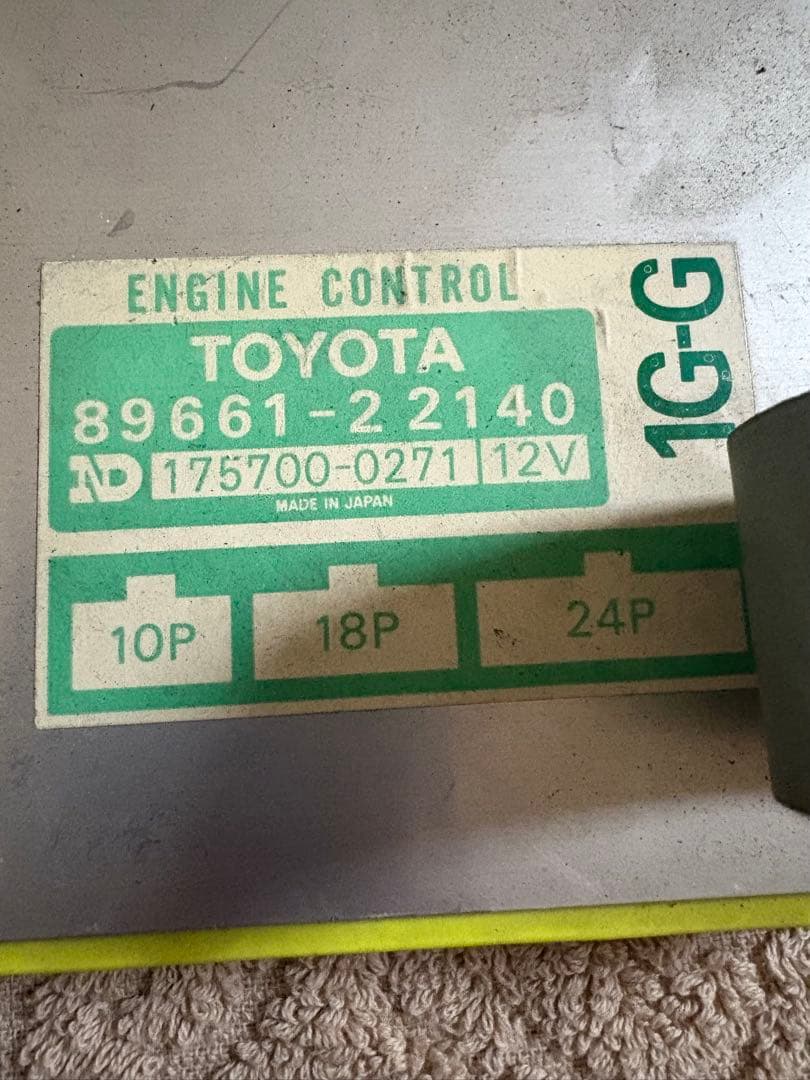 ENGINE CONTROL
TOYOTA
89661-22140
ND 175700-0271 12V
MADE IN JAPAN
1G-G
10P 18P 24P